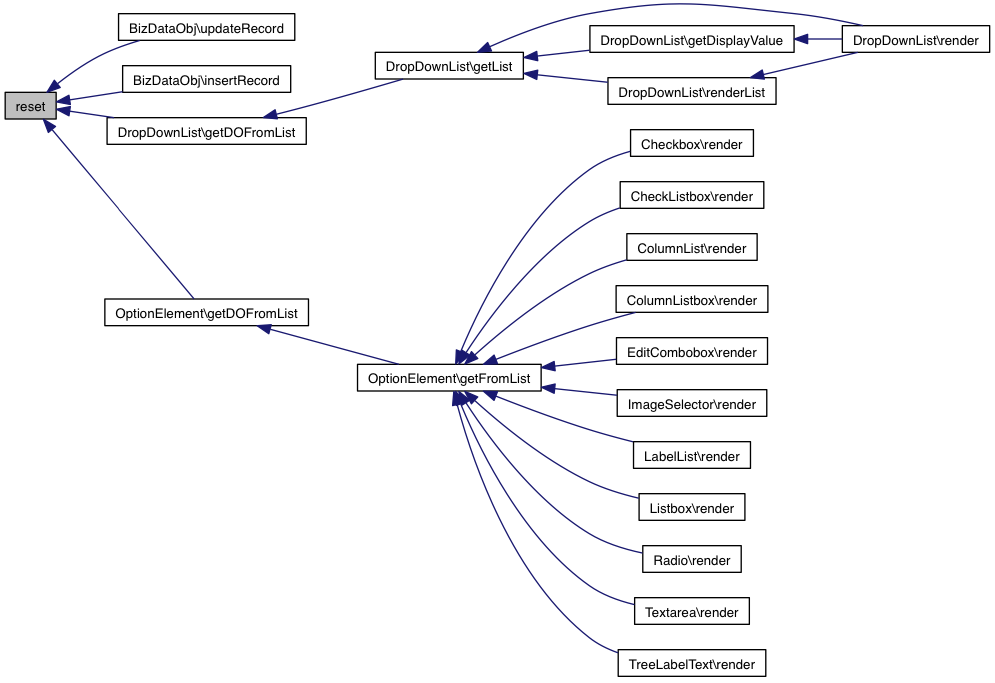 BizDataObj\updateRecord
DropDownList\getDisplayValue
DropDownList\render
DropDownList\getList
BizDataObj\insertRecord
DropDownList\renderList
reset
DropDownList\getDOFromList
Checkbox\render
CheckListbox\render
ColumnList\render
ColumnListbox\render
OptionElement\getDOFromList
EditCombobox\render
OptionElement\getFromList
ImageSelector\render
LabelList\render
Listbox\render
Radio\render
Textarea\render
TreeLabelText\render